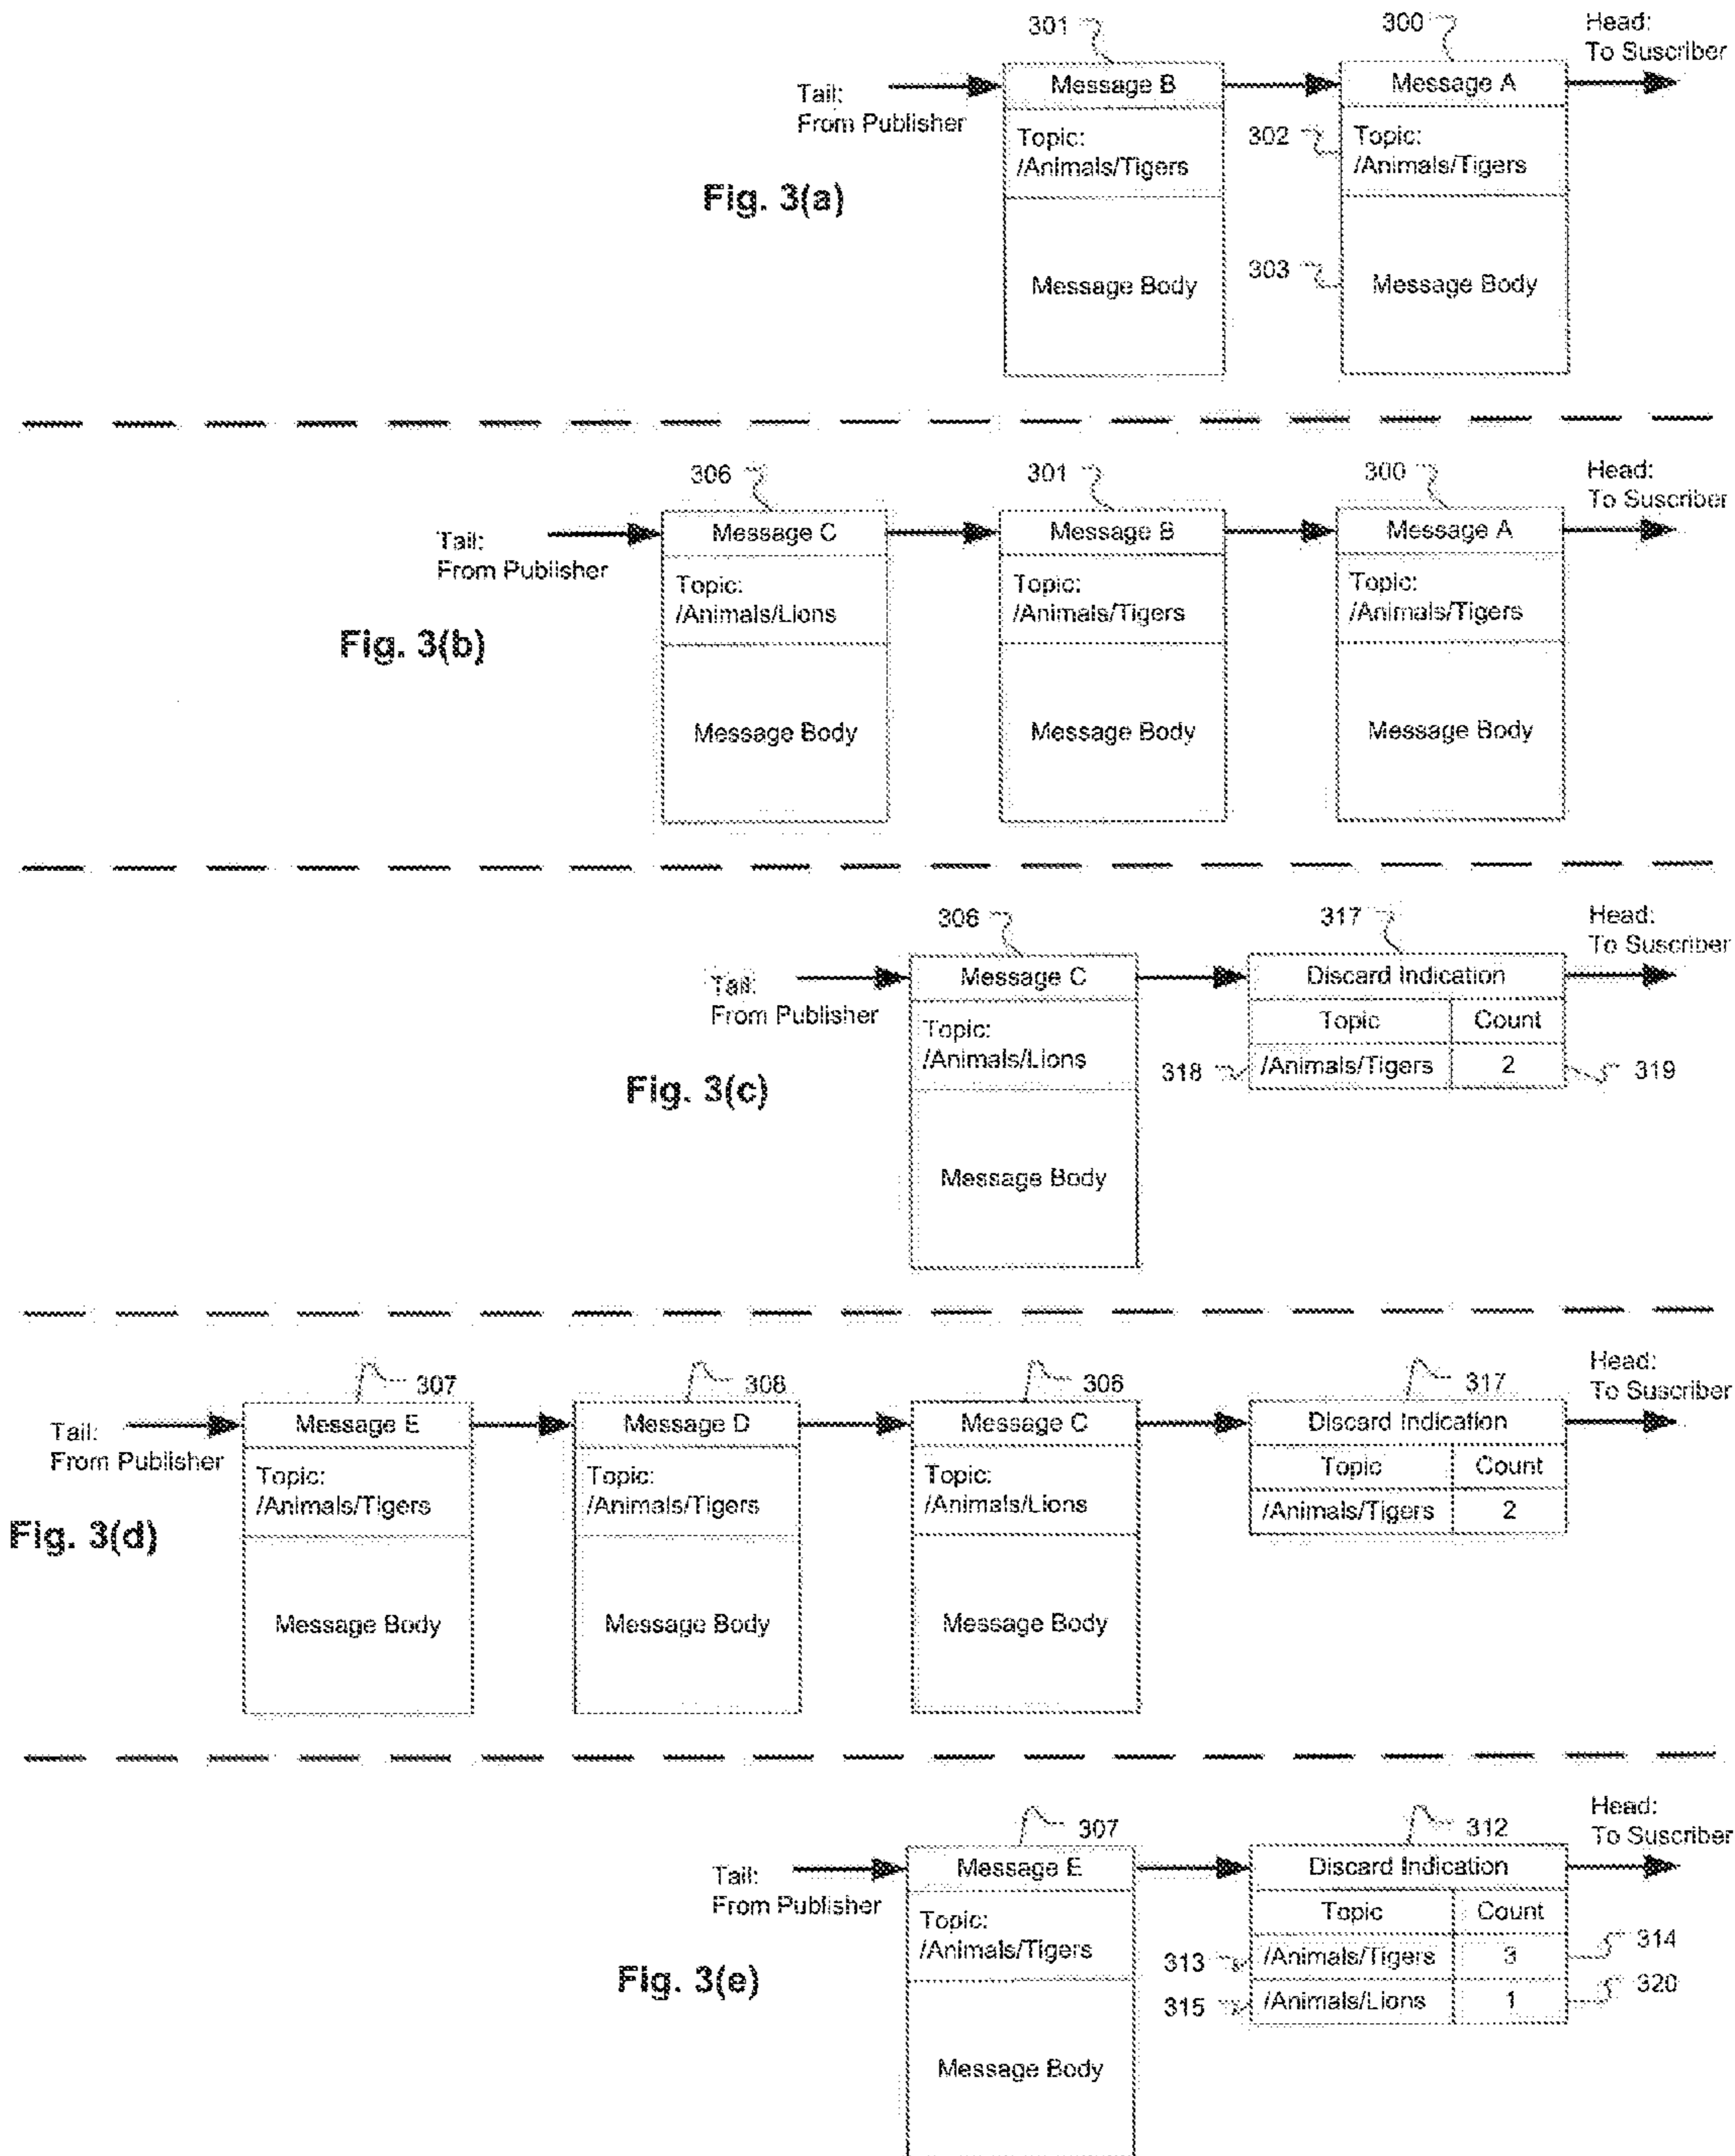 301
300
Head:
To Suscriber
Tail:
From Publisher
Message B
Message A
Topic:
/Animals/Tigers
302
Topic:
/Animals/Tigers
Fig. 3(a)
Message Body
303
Message Body
306
301
300
Head:
To Suscriber
Tail:
From Publisher
Message C
Message B
Message A
Topic:
/Animals/Lions
Topic:
/Animals/Tigers
Topic:
/Animals/Tigers
Fig. 3(b)
Message Body
Message Body
Message Body
306
317
Head:
To Suscriber
Tail:
From Publisher
Message C
Discard Indication
Topic:
/Animals/Lions
Topic
Count
318
/Animals/Tigers
2
319
Fig. 3(c)
Message Body
307
308
306
317
Head:
To Suscriber
Tail:
From Publisher
Message E
Message D
Message C
Discard Indication
Topic:
/Animals/Tigers
Topic:
/Animals/Tigers
Topic:
/Animals/Lions
Topic
Count
/Animals/Tigers
2
Fig. 3(d)
Message Body
Message Body
Message Body
307
312
Head:
To Suscriber
Tail:
From Publisher
Message E
Discard Indication
Topic:
/Animals/Tigers
Topic
Count
313
/Animals/Tigers
3
314
315
/Animals/Lions
1
320
Fig. 3(e)
Message Body